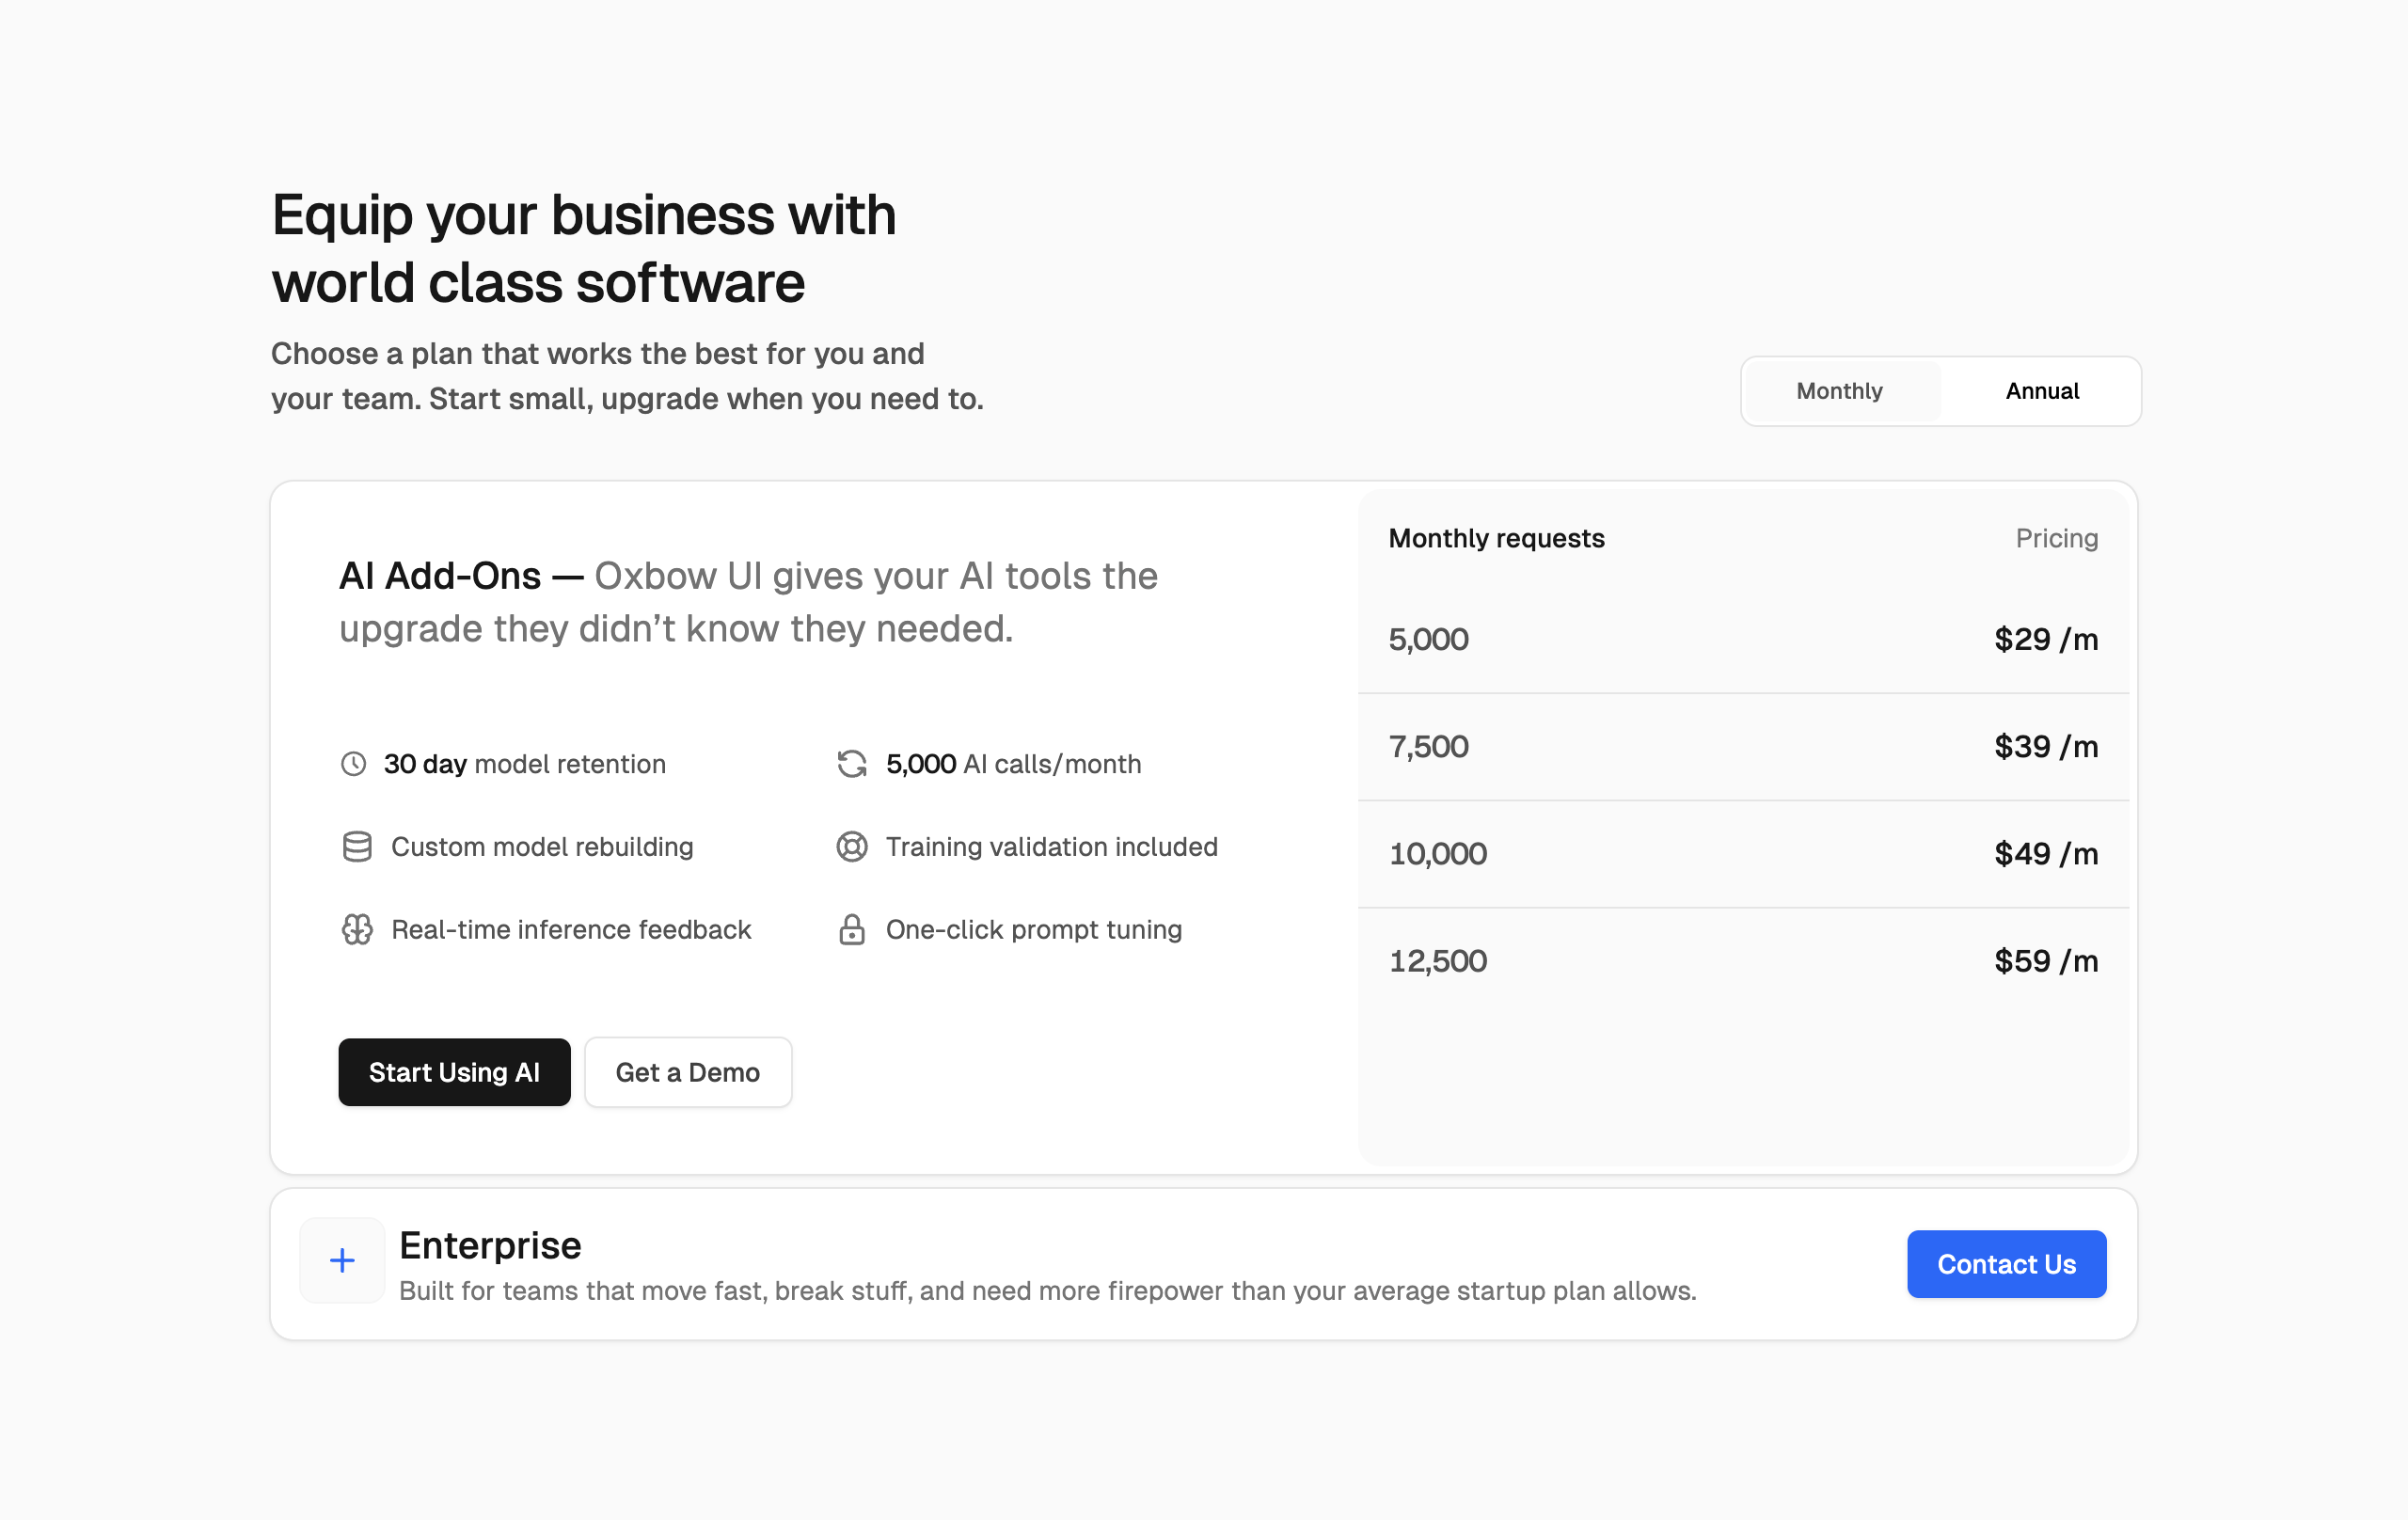 Equip your business with
world class software
Choose a plan that works the best for you and
your team. Start small, upgrade when you need to.
Monthly
Annual
AI Add-Ons — Oxbow UI gives your AI tools the
upgrade they didn’t know they needed.
30 day model retention
5,000 AI calls/month
Custom model rebuilding
Training validation included
Real-time inference feedback
One-click prompt tuning
Start Using AI
Get a Demo
Monthly requests
Pricing
5,000
$29 /m
7,500
$39 /m
10,000
$49 /m
12,500
$59 /m
Enterprise
Built for teams that move fast, break stuff, and need more firepower than your average startup plan allows.
Contact Us